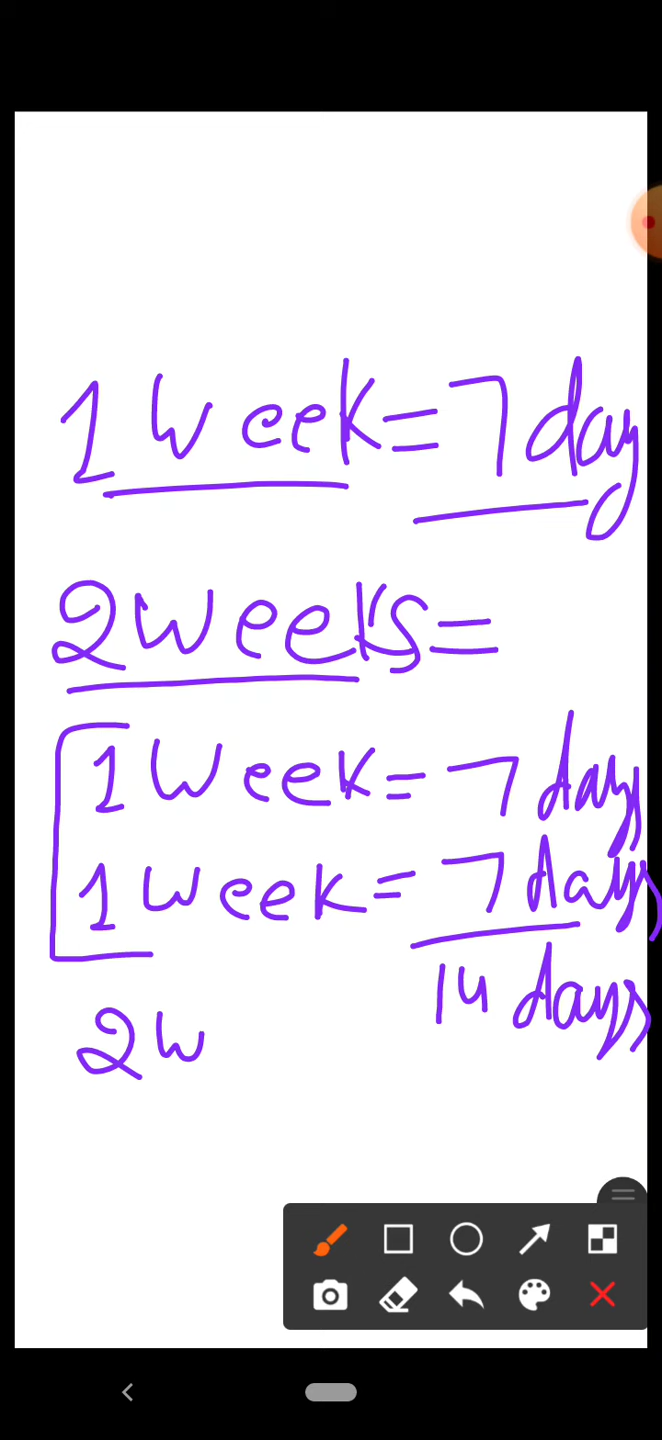 1 Week = 7 day
2 weeks =
1 Week = 7 days
1 week = 7 days
14 days
2 w